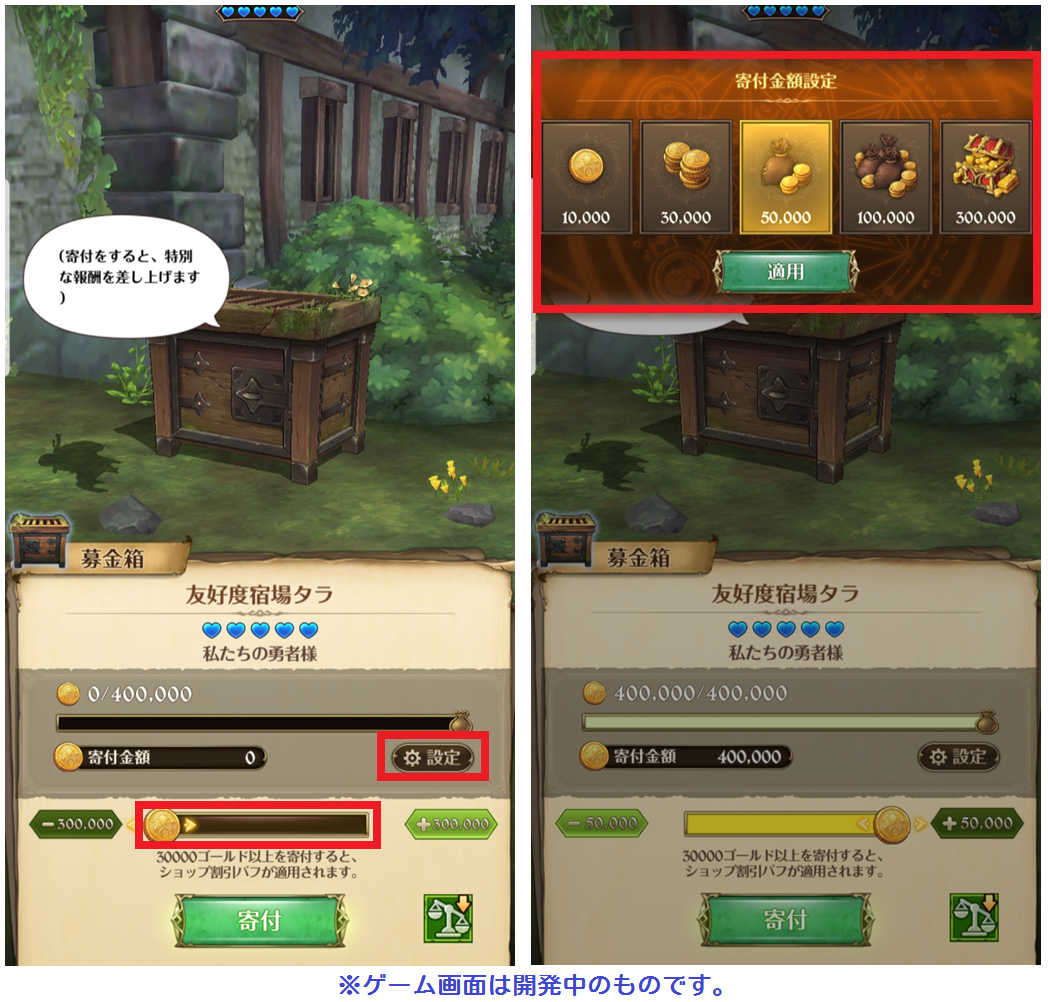 (寄付をすると、特別
な報酬を差し上げます
)
募金箱
友好度宿場タラ
私たちの勇者様
0/400,000
寄付金額 0
設定
-300,000
+300,000
30000ゴールド以上を寄付すると、
ショップ割引バフが適用されます。
寄付
寄付金額設定
10,000 30,000 50,000 100,000 300,000
適用
募金箱
友好度宿場タラ
私たちの勇者様
400,000/400,000
寄付金額 400,000
設定
-50,000
+50,000
30000ゴールド以上を寄付すると、
ショップ割引バフが適用されます。
寄付
※ゲーム画面は開発中のものです。